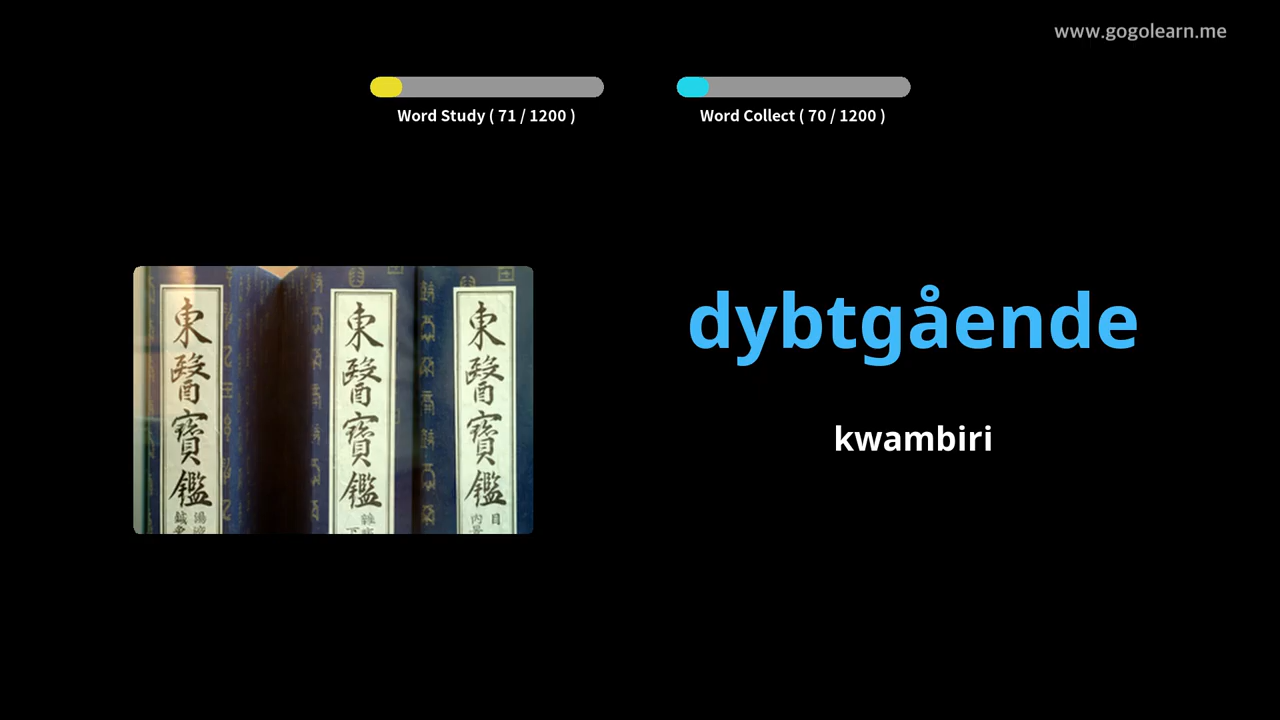 www.gogolearn.me
Word Study ( 71 / 1200 )
Word Collect ( 70 / 1200 )
東醫寶鑑
東醫寶鑑
東醫寶鑑
dybtgående
kwambiri